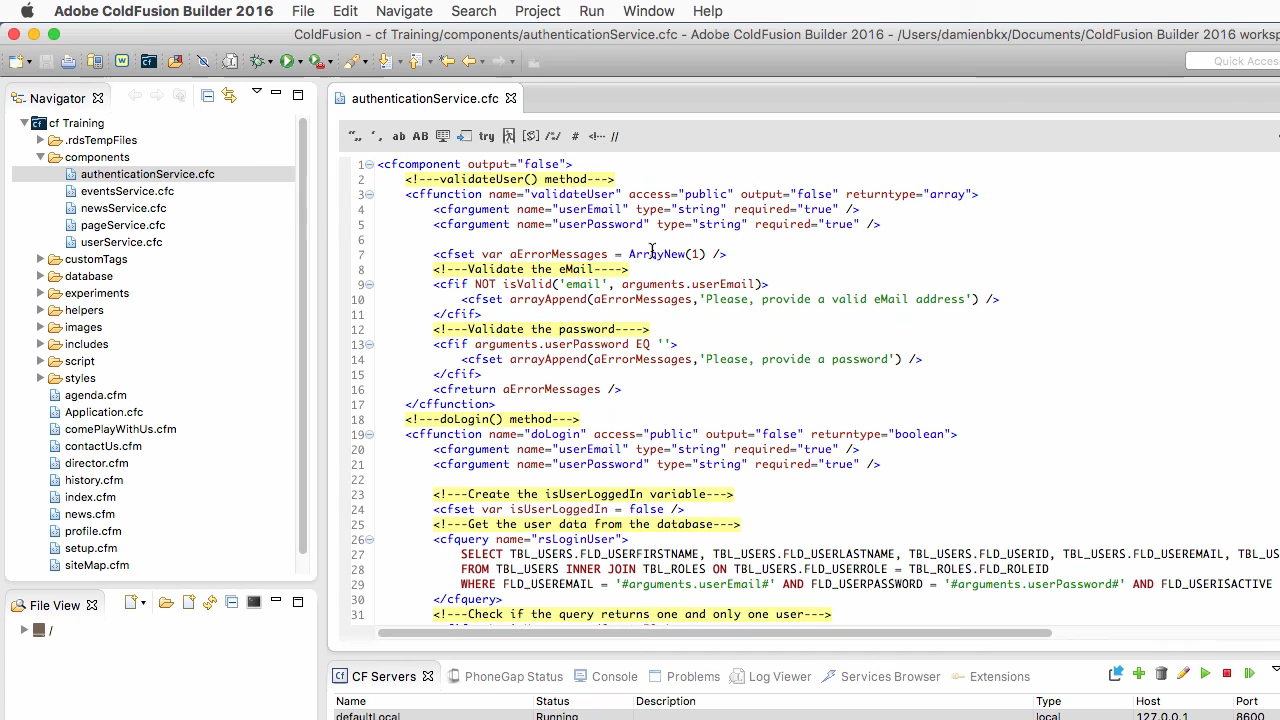 Adobe ColdFusion Builder 2016 File Edit Navigate Search Project Run Window Help
ColdFusion - cf Training/components/authenticationService.cfc - Adobe ColdFusion Builder 2016 - /Users/damienbkx/Documents/ColdFusion Builder 2016 worksp
Quick Access
Navigator
cf Training
.rdsTempFiles
components
authenticationService.cfc
eventsService.cfc
newsService.cfc
pageService.cfc
userService.cfc
customTags
database
experiments
helpers
images
includes
script
styles
agenda.cfm
Application.cfc
comePlayWithUs.cfm
contactUs.cfm
director.cfm
history.cfm
index.cfm
news.cfm
profile.cfm
setup.cfm
siteMap.cfm
File View
/
authenticationService.cfc
"„ ', ab AB try /*/ # <!-- //
1 <cfcomponent output="false">
2 <!---validateUser() method--->
3 <cffunction name="validateUser" access="public" output="false" returntype="array">
4 <cfargument name="userEmail" type="string" required="true" />
5 <cfargument name="userPassword" type="string" required="true" />
6
7 <cfset var aErrorMessages = ArrayNew(1) />
8 <!---Validate the eMail---->
9 <cfif NOT isValid('email', arguments.userEmail)>
10 <cfset arrayAppend(aErrorMessages,'Please, provide a valid eMail address') />
11 </cfif>
12 <!---Validate the password---->
13 <cfif arguments.userPassword EQ ''>
14 <cfset arrayAppend(aErrorMessages,'Please, provide a password') />
15 </cfif>
16 <cfreturn aErrorMessages />
17 </cffunction>
18 <!---doLogin() method--->
19 <cffunction name="doLogin" access="public" output="false" returntype="boolean">
20 <cfargument name="userEmail" type="string" required="true" />
21 <cfargument name="userPassword" type="string" required="true" />
22
23 <!---Create the isUserLoggedIn variable--->
24 <cfset var isUserLoggedIn = false />
25 <!---Get the user data from the database--->
26 <cfquery name="rsLoginUser">
27 SELECT TBL_USERS.FLD_USERFIRSTNAME, TBL_USERS.FLD_USERLASTNAME, TBL_USERS.FLD_USERID, TBL_USERS.FLD_USEREMAIL, TBL_US
28 FROM TBL_USERS INNER JOIN TBL_ROLES ON TBL_USERS.FLD_USERROLE = TBL_ROLES.FLD_ROLEID
29 WHERE FLD_USEREMAIL = '#arguments.userEmail#' AND FLD_USERPASSWORD = '#arguments.userPassword#' AND FLD_USERISACTIVE
30 </cfquery>
31 <!---Check if the query returns one and only one user--->
CF Servers PhoneGap Status Console Problems Log Viewer Services Browser Extensions
Name Status Description Type Host Port
defaultLocal Running local 127.0.0.1 8600